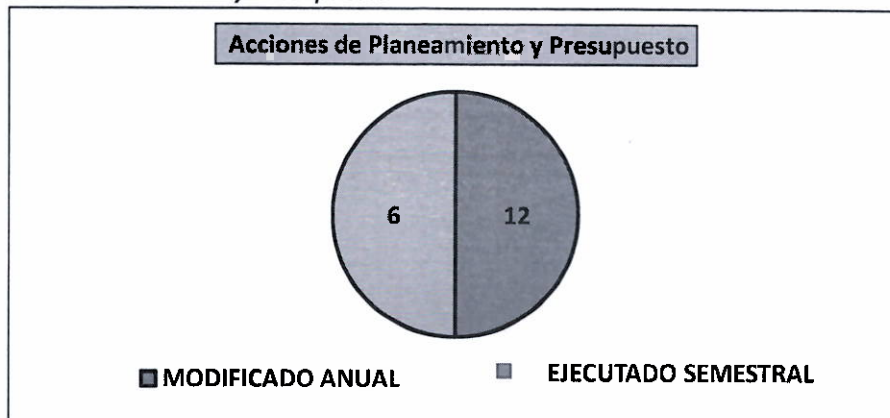 Acciones de Planeamiento y Presupuesto
6
12
MODIFICADO ANUAL
EJECUTADO SEMESTRAL